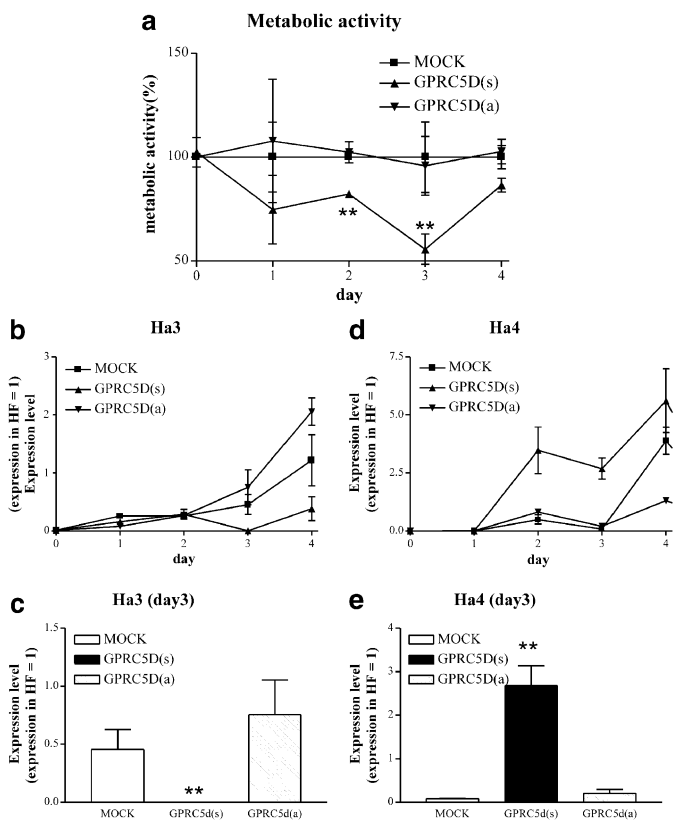 a
Metabolic activity
metabolic activity(%)
150
100
50
MOCK
GPRC5D(s)
GPRC5D(a)
**
**
0 1 2 3 4
day
b
Ha3
Expression level
(expression in HF = 1)
3
2
1
0
MOCK
GPRC5D(s)
GPRC5D(a)
0 1 2 3 4
day
d
Ha4
Expression level
(expression in HF = 1)
7.5
5.0
2.5
0.0
MOCK
GPRC5D(s)
GPRC5D(a)
0 1 2 3 4
day
c
Ha3 (day3)
Expression level
(expression in HF = 1)
1.5
1.0
0.5
0.0
MOCK
GPRC5D(s)
GPRC5D(a)
**
MOCK GPRC5d(s) GPRC5d(a)
e
Ha4 (day3)
Expression level
(expression in HF = 1)
4
3
2
1
0
MOCK
GPRC5D(s)
GPRC5D(a)
**
MOCK GPRC5d(s) GPRC5d(a)